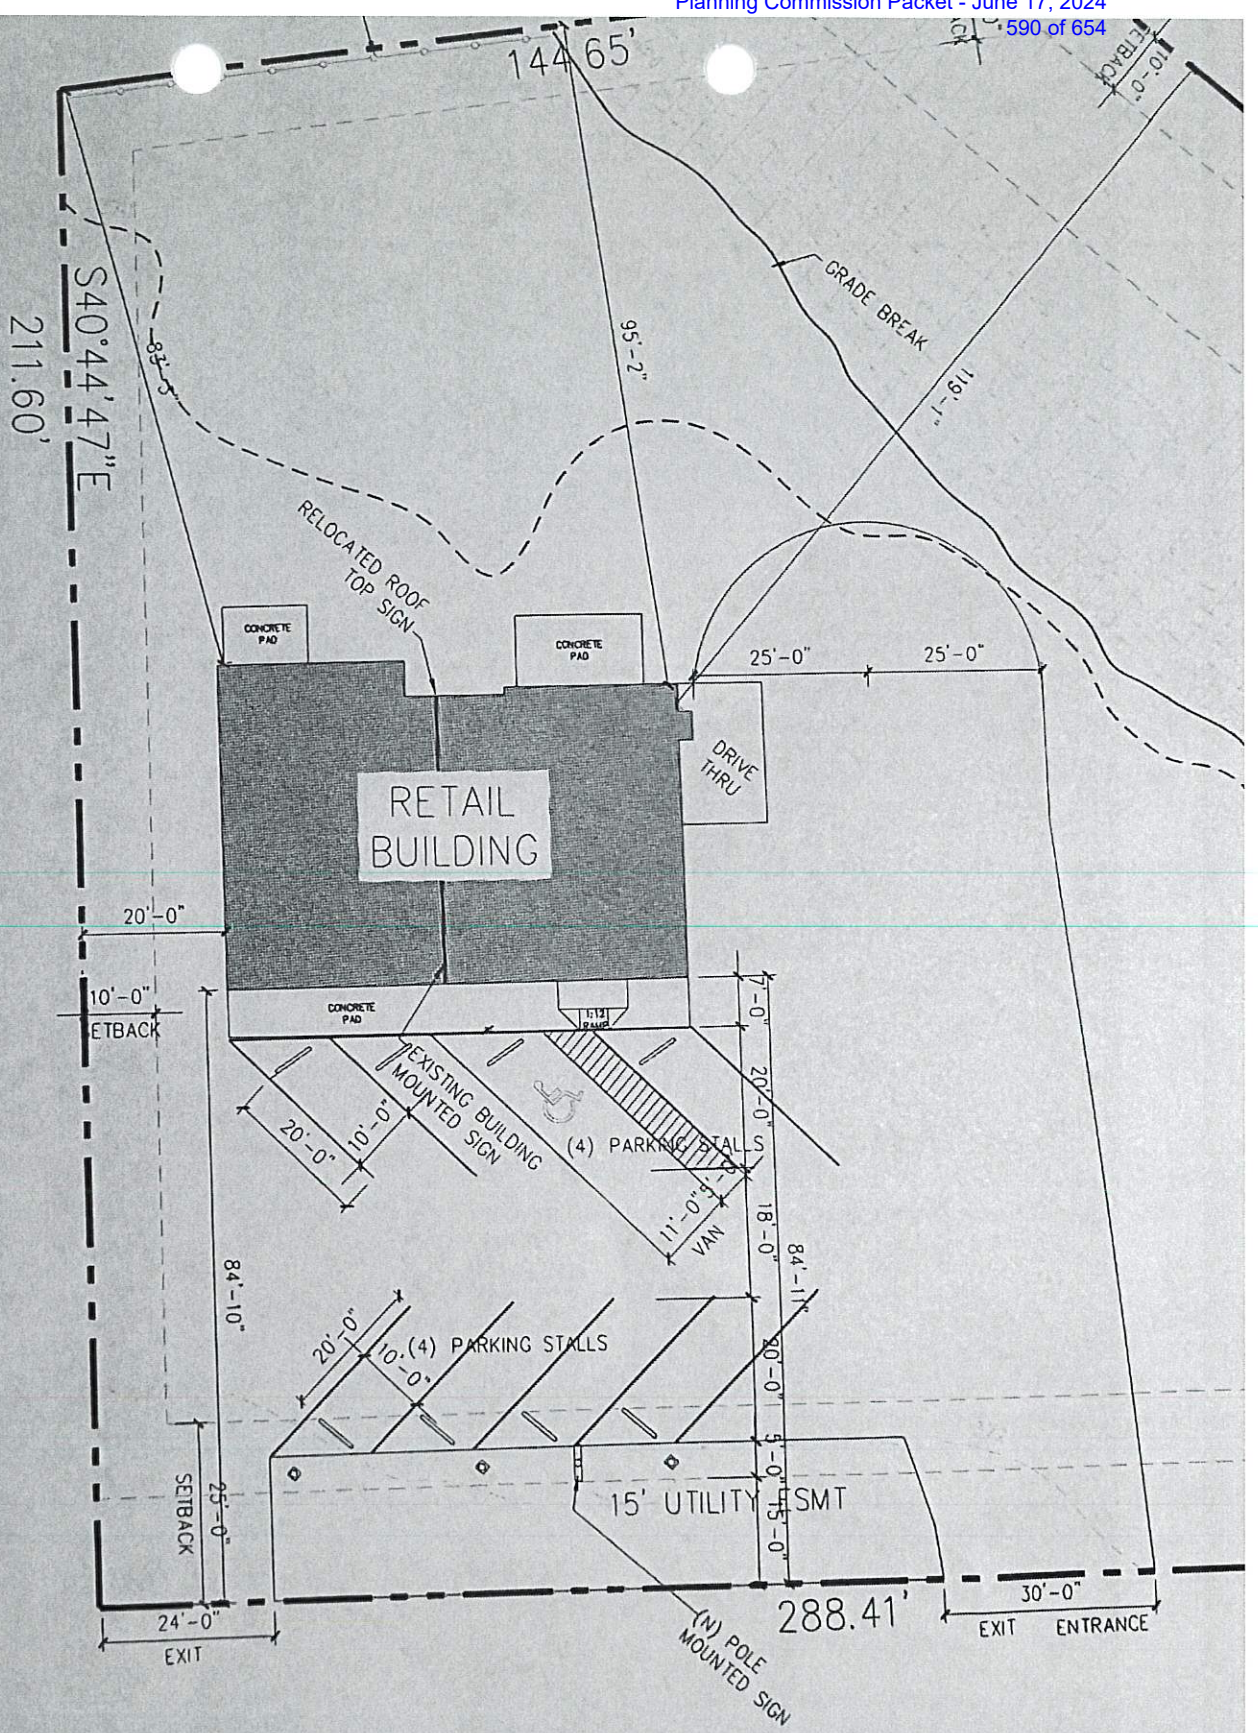 Planning Commission Packet - June 17, 2024
590 of 654
144.65'
10'-0"
SETBACK
GRADE BREAK
S40°44'47"E
211.60'
95'-2"
119'-1"
RELOCATED ROOF
TOP SIGN
CONCRETE
PAD
CONCRETE
PAD
25'-0"
25'-0"
DRIVE
THRU
RETAIL
BUILDING
20'-0"
10'-0"
SETBACK
CONCRETE
PAD
1:12
RAMP
7'-0"
EXISTING BUILDING
MOUNTED SIGN
20'-0"
20'-0"
10'-0"
(4) PARKING STALLS
11'-0"
VAN
18'-0"
84'-10"
84'-11"
20'-0"
10'-0"
(4) PARKING STALLS
20'-0"
5'-0"
SETBACK
25'-0"
15' UTILITY ESMT
15'-0"
288.41'
24'-0"
EXIT
30'-0"
EXIT ENTRANCE
(N) POLE
MOUNTED SIGN